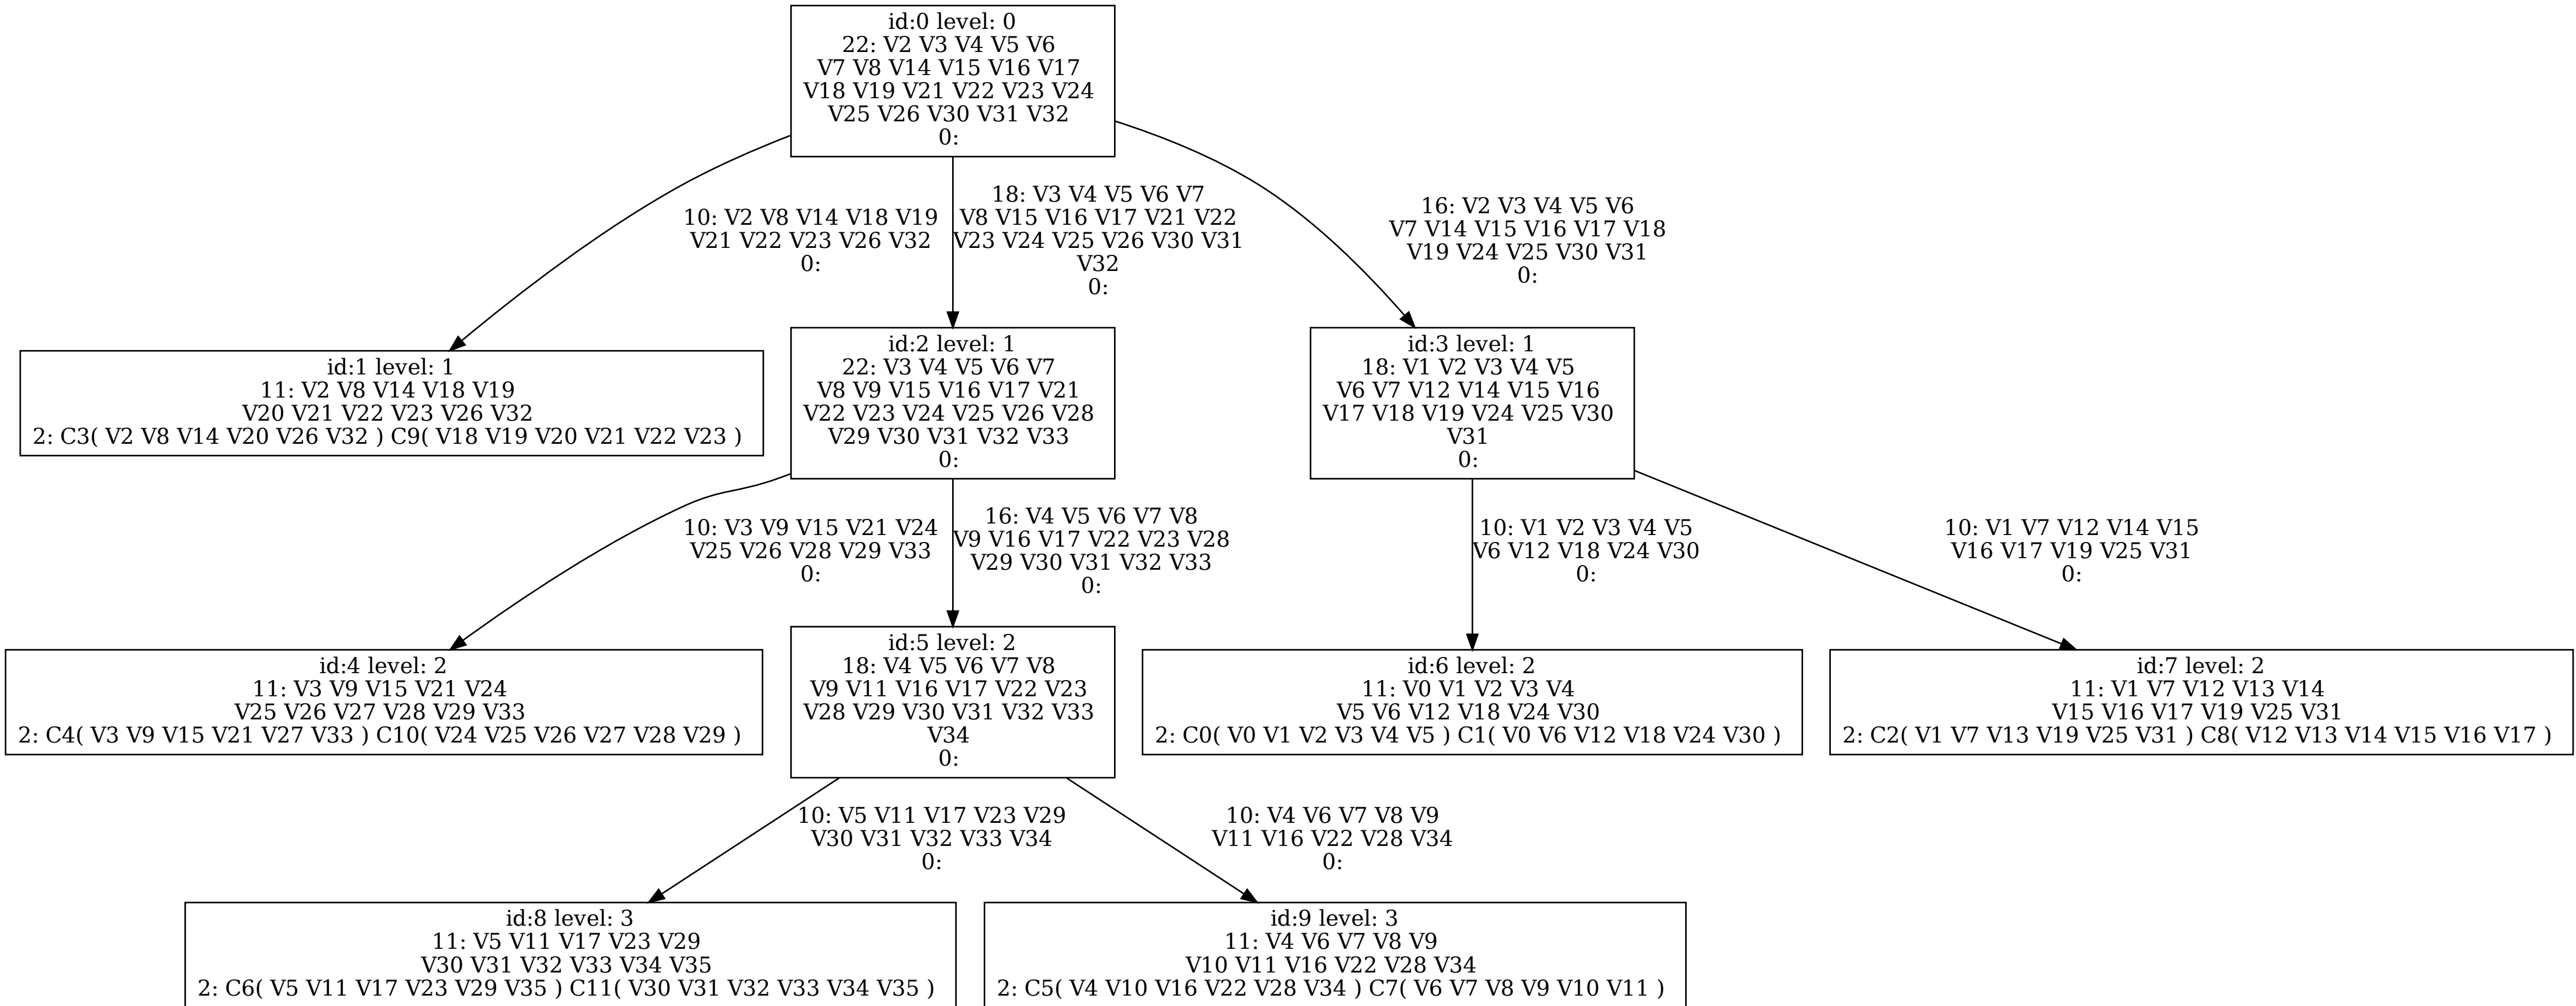 id:0 level: 0
22: V2 V3 V4 V5 V6
V7 V8 V14 V15 V16 V17
V18 V19 V21 V22 V23 V24
V25 V26 V30 V31 V32
0:
10: V2 V8 V14 V18 V19
V21 V22 V23 V26 V32
0:
18: V3 V4 V5 V6 V7
V8 V15 V16 V17 V21 V22
V23 V24 V25 V26 V30 V31
V32
0:
16: V2 V3 V4 V5 V6
V7 V14 V15 V16 V17 V18
V19 V24 V25 V30 V31
0:
id:1 level: 1
11: V2 V8 V14 V18 V19
V20 V21 V22 V23 V26 V32
2: C3( V2 V8 V14 V20 V26 V32 ) C9( V18 V19 V20 V21 V22 V23 )
id:2 level: 1
22: V3 V4 V5 V6 V7
V8 V9 V15 V16 V17 V21
V22 V23 V24 V25 V26 V28
V29 V30 V31 V32 V33
0:
id:3 level: 1
18: V1 V2 V3 V4 V5
V6 V7 V12 V14 V15 V16
V17 V18 V19 V24 V25 V30
V31
0:
10: V3 V9 V15 V21 V24
V25 V26 V28 V29 V33
0:
16: V4 V5 V6 V7 V8
V9 V16 V17 V22 V23 V28
V29 V30 V31 V32 V33
0:
10: V1 V2 V3 V4 V5
V6 V12 V18 V24 V30
0:
10: V1 V7 V12 V14 V15
V16 V17 V19 V25 V31
0:
id:4 level: 2
11: V3 V9 V15 V21 V24
V25 V26 V27 V28 V29 V33
2: C4( V3 V9 V15 V21 V27 V33 ) C10( V24 V25 V26 V27 V28 V29 )
id:5 level: 2
18: V4 V5 V6 V7 V8
V9 V11 V16 V17 V22 V23
V28 V29 V30 V31 V32 V33
V34
0:
id:6 level: 2
11: V0 V1 V2 V3 V4
V5 V6 V12 V18 V24 V30
2: C0( V0 V1 V2 V3 V4 V5 ) C1( V0 V6 V12 V18 V24 V30 )
id:7 level: 2
11: V1 V7 V12 V13 V14
V15 V16 V17 V19 V25 V31
2: C2( V1 V7 V13 V19 V25 V31 ) C8( V12 V13 V14 V15 V16 V17 )
10: V5 V11 V17 V23 V29
V30 V31 V32 V33 V34
0:
10: V4 V6 V7 V8 V9
V11 V16 V22 V28 V34
0:
id:8 level: 3
11: V5 V11 V17 V23 V29
V30 V31 V32 V33 V34 V35
2: C6( V5 V11 V17 V23 V29 V35 ) C11( V30 V31 V32 V33 V34 V35 )
id:9 level: 3
11: V4 V6 V7 V8 V9
V10 V11 V16 V22 V28 V34
2: C5( V4 V10 V16 V22 V28 V34 ) C7( V6 V7 V8 V9 V10 V11 )